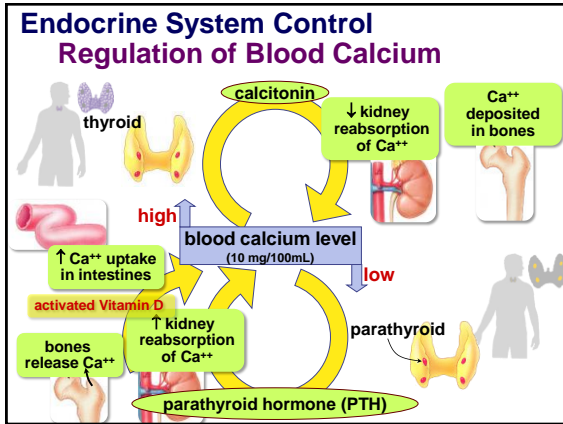 Endocrine System Control
Regulation of Blood Calcium
calcitonin
thyroid
↓ kidney
reabsorption
of Ca++
Ca++
deposited
in bones
high
blood calcium level
(10 mg/100mL)
low
↑ Ca++ uptake
in intestines
activated Vitamin D
↑ kidney
reabsorption
of Ca++
parathyroid
bones
release Ca++
parathyroid hormone (PTH)